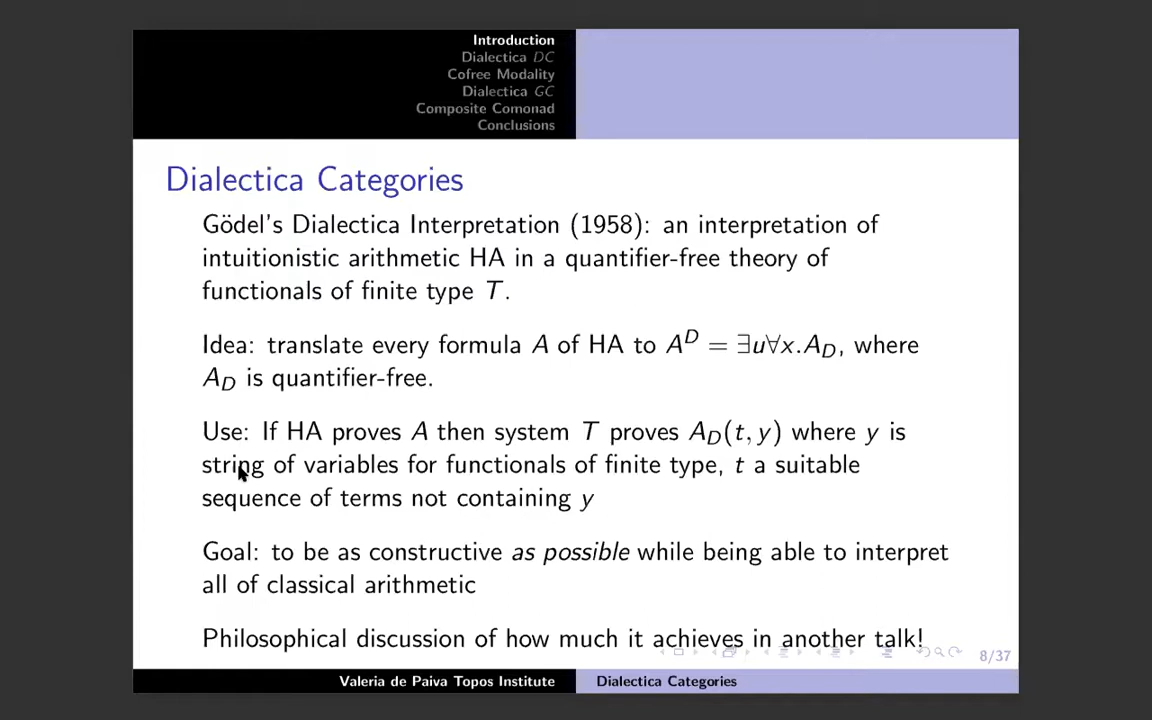 Introduction
Dialectica DC
Cofree Modality
Dialectica GC
Composite Comonad
Conclusions
Dialectica Categories
Gödel's Dialectica Interpretation (1958): an interpretation of
intuitionistic arithmetic HA in a quantifier-free theory of
functionals of finite type T.
Idea: translate every formula A of HA to A^D = ∃u∀x.A_D, where
A_D is quantifier-free.
Use: If HA proves A then system T proves A_D(t, y) where y is
string of variables for functionals of finite type, t a suitable
sequence of terms not containing y
Goal: to be as constructive as possible while being able to interpret
all of classical arithmetic
Philosophical discussion of how much it achieves in another talk!
8/37
Valeria de Paiva Topos Institute
Dialectica Categories